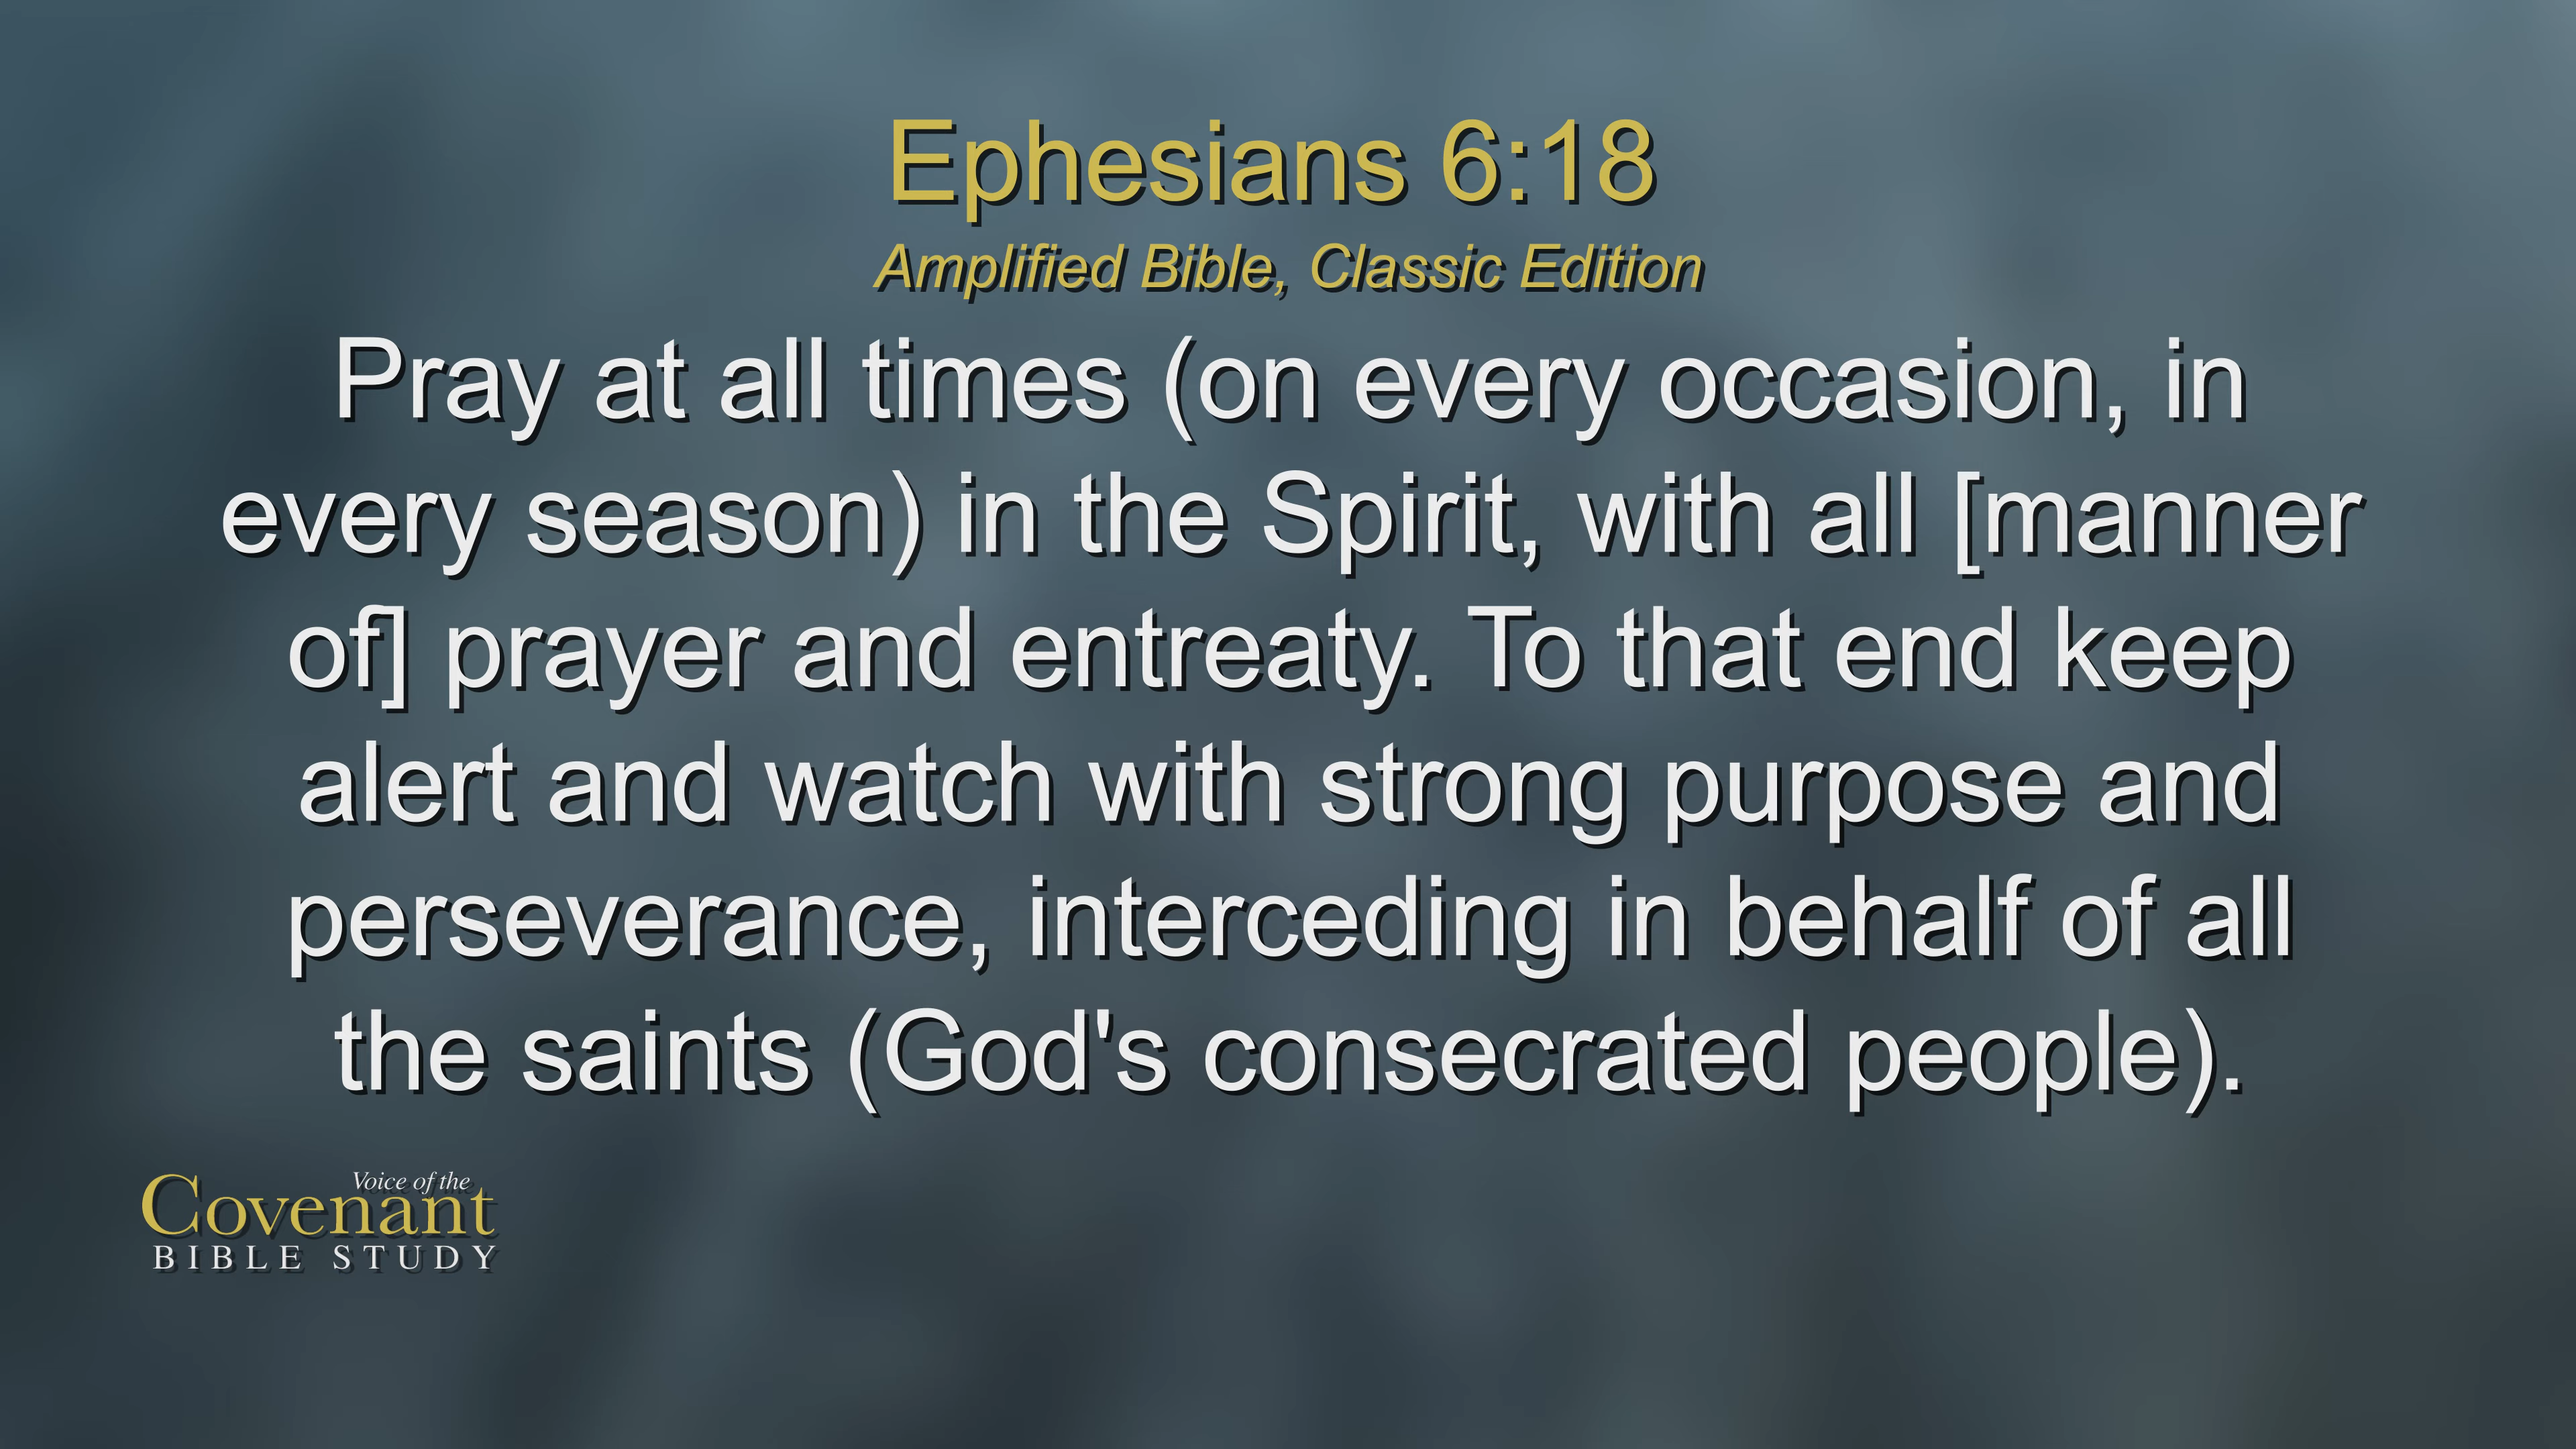 Ephesians 6:18
Amplified Bible, Classic Edition
Pray at all times (on every occasion, in
every season) in the Spirit, with all [manner
of] prayer and entreaty. To that end keep
alert and watch with strong purpose and
perseverance, interceding in behalf of all
the saints (God's consecrated people).
Voice of the
Covenant
BIBLE STUDY